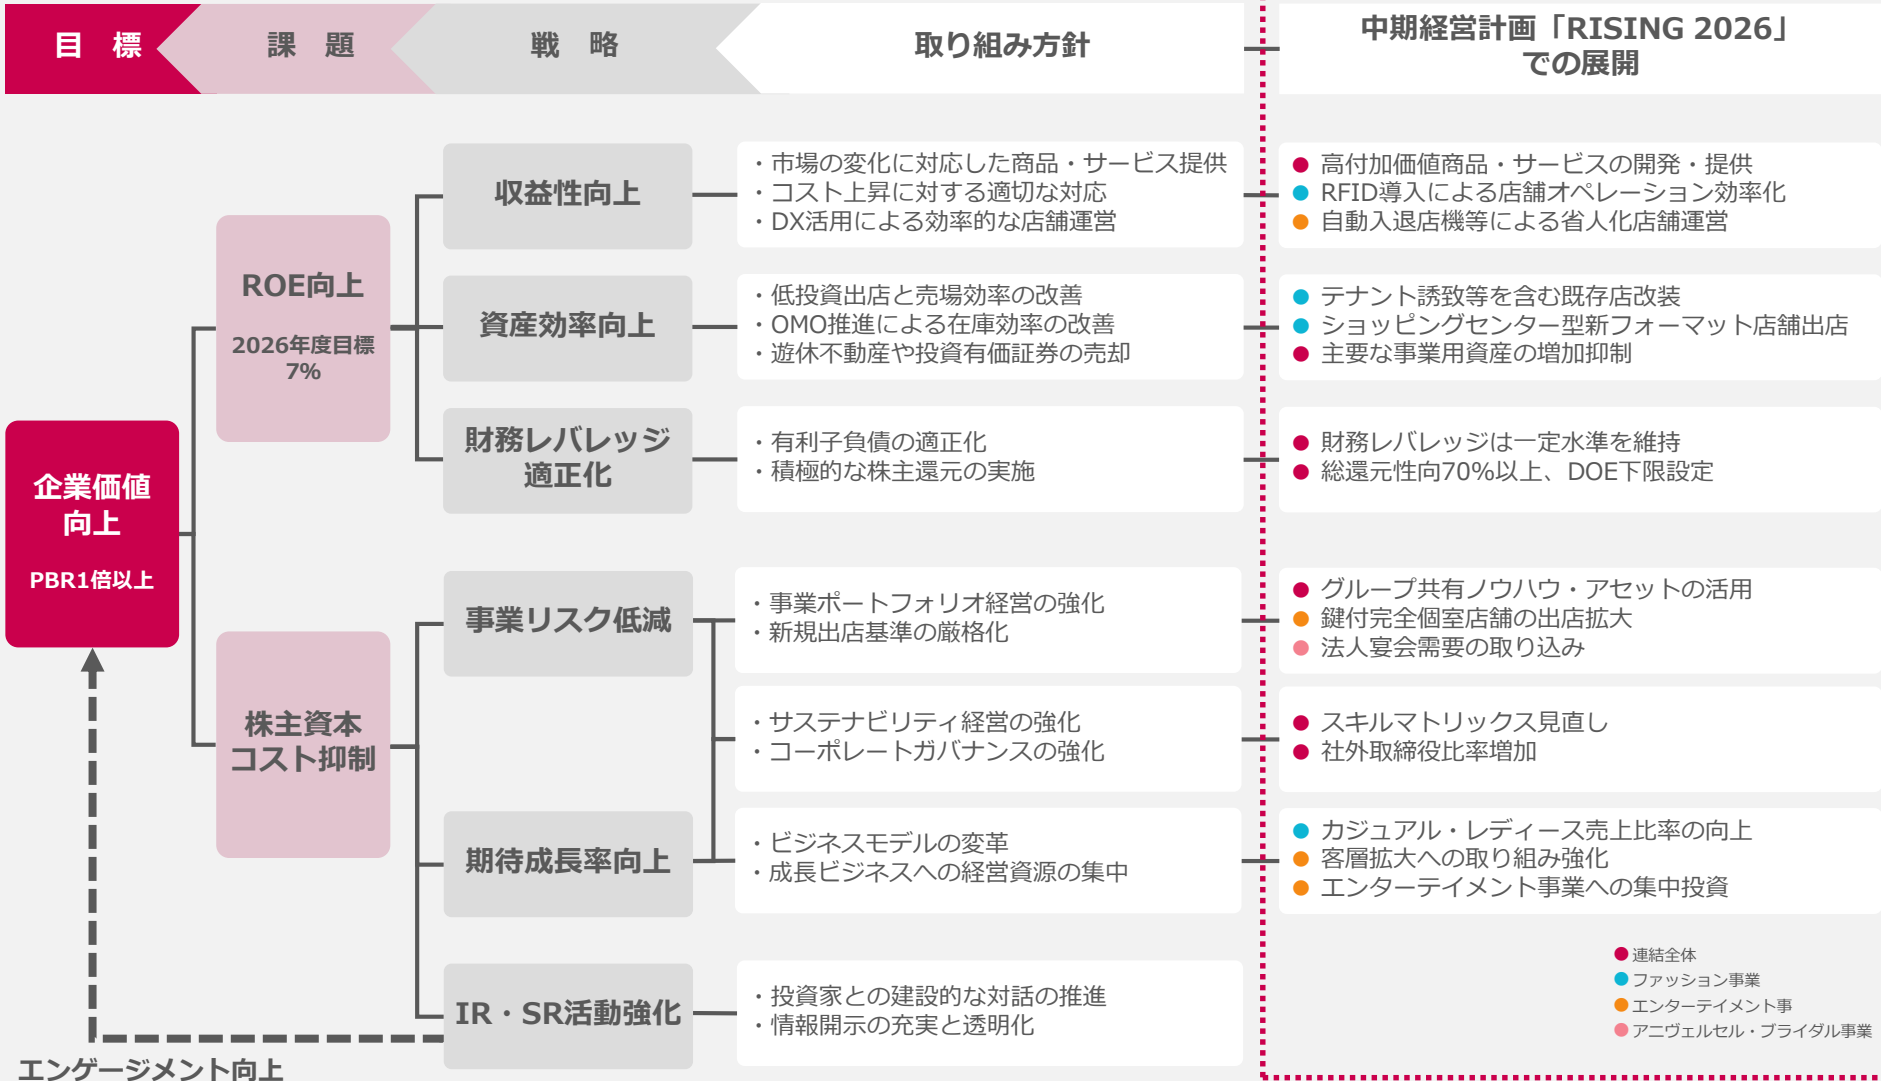 目 標
課 題
戦 略
取り組み方針
中期経営計画「RISING 2026」
での展開
企業価値
向上
PBR1倍以上
ROE向上
2026年度目標
7%
収益性向上
・市場の変化に対応した商品・サービス提供
・コスト上昇に対する適切な対応
・DX活用による効率的な店舗運営
● 高付加価値商品・サービスの開発・提供
● RFID導入による店舗オペレーション効率化
● 自動入退店機等による省人化店舗運営
資産効率向上
・低投資出店と売場効率の改善
・OMO推進による在庫効率の改善
・遊休不動産や投資有価証券の売却
● テナント誘致等を含む既存店改装
● ショッピングセンター型新フォーマット店舗出店
● 主要な事業用資産の増加抑制
財務レバレッジ
適正化
・有利子負債の適正化
・積極的な株主還元の実施
● 財務レバレッジは一定水準を維持
● 総還元性向70%以上、DOE下限設定
株主資本
コスト抑制
事業リスク低減
・事業ポートフォリオ経営の強化
・新規出店基準の厳格化
● グループ共有ノウハウ・アセットの活用
● 鍵付完全個室店舗の出店拡大
● 法人宴会需要の取り込み
・サステナビリティ経営の強化
・コーポレートガバナンスの強化
● スキルマトリックス見直し
● 社外取締役比率増加
期待成長率向上
・ビジネスモデルの変革
・成長ビジネスへの経営資源の集中
● カジュアル・レディース売上比率の向上
● 客層拡大への取り組み強化
● エンターテイメント事業への集中投資
IR・SR活動強化
・投資家との建設的な対話の推進
・情報開示の充実と透明化
エンゲージメント向上
● 連結全体
● ファッション事業
● エンターテイメント事
● アニヴェルセル・ブライダル事業